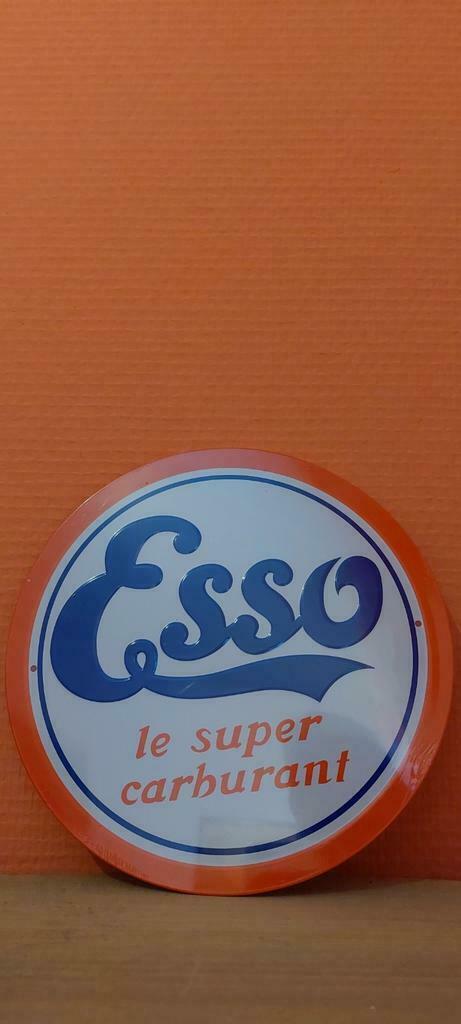 Esso
le super
carburant